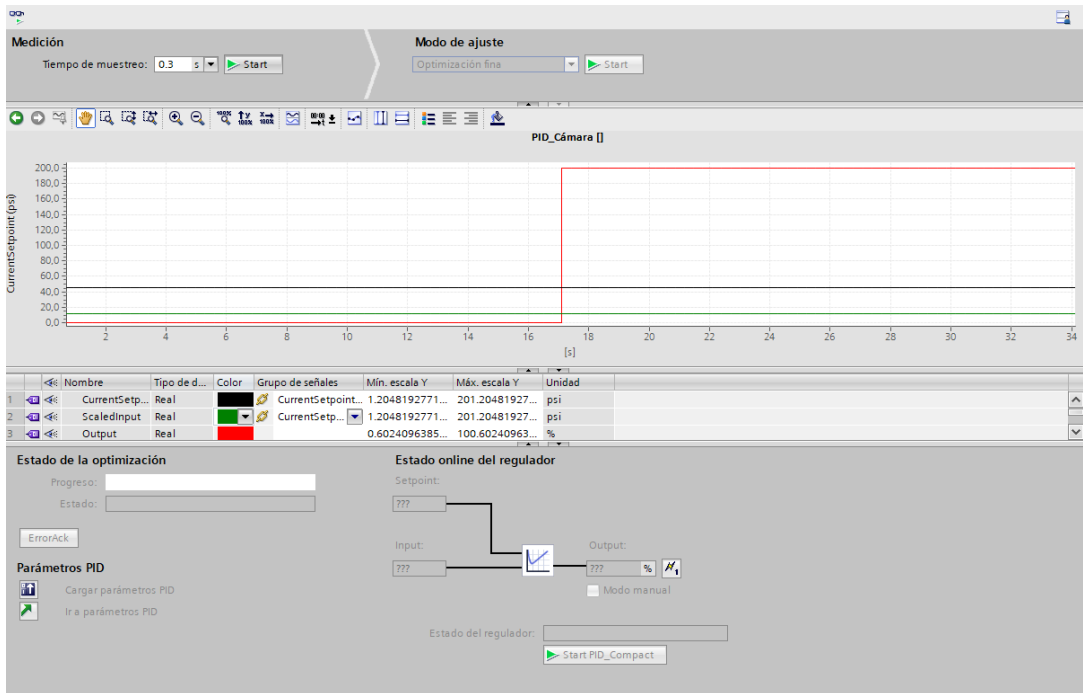 Medición
Tiempo de muestreo: 0.3 s Start
Modo de ajuste
Optimización fina Start
PID_Cámara []
CurrentSetpoint (psi)
200,0
180,0
160,0
140,0
120,0
100,0
80,0
60,0
40,0
20,0
0,0
2 4 6 8 10 12 14 16 18 20 22 24 26 28 30 32 34
[s]
Nombre Tipo de d... Color Grupo de señales Mín. escala Y Máx. escala Y Unidad
1 CurrentSetp... Real CurrentSetpoint... 1.2048192771... 201.20481927... psi
2 ScaledInput Real CurrentSetp... 1.2048192771... 201.20481927... psi
3 Output Real 0.6024096385... 100.60240963... %
Estado de la optimización
Progreso:
Estado:
ErrorAck
Parámetros PID
Cargar parámetros PID
Ir a parámetros PID
Estado online del regulador
Setpoint:
???
Input:
???
Output:
??? %
Modo manual
Estado del regulador:
Start PID_Compact